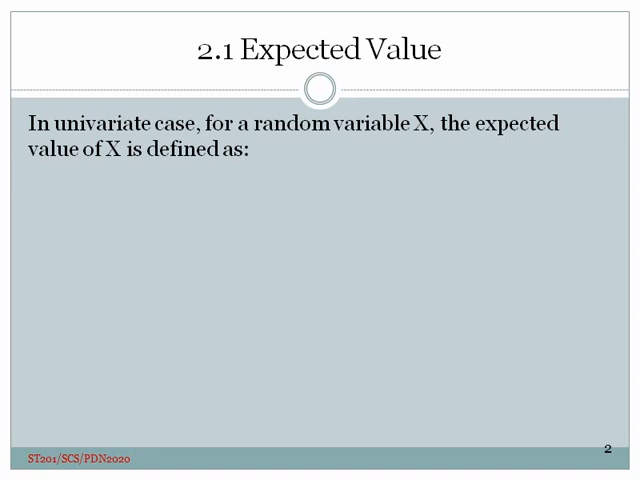 2.1 Expected Value
In univariate case, for a random variable X, the expected
value of X is defined as:
2
ST201/SCS/PDN2020